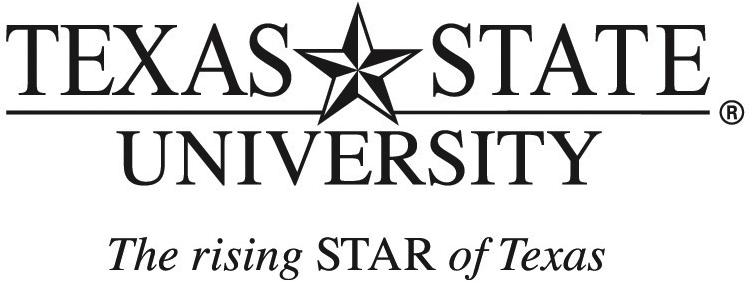 TEXAS STATE
UNIVERSITY ®
The rising STAR of Texas